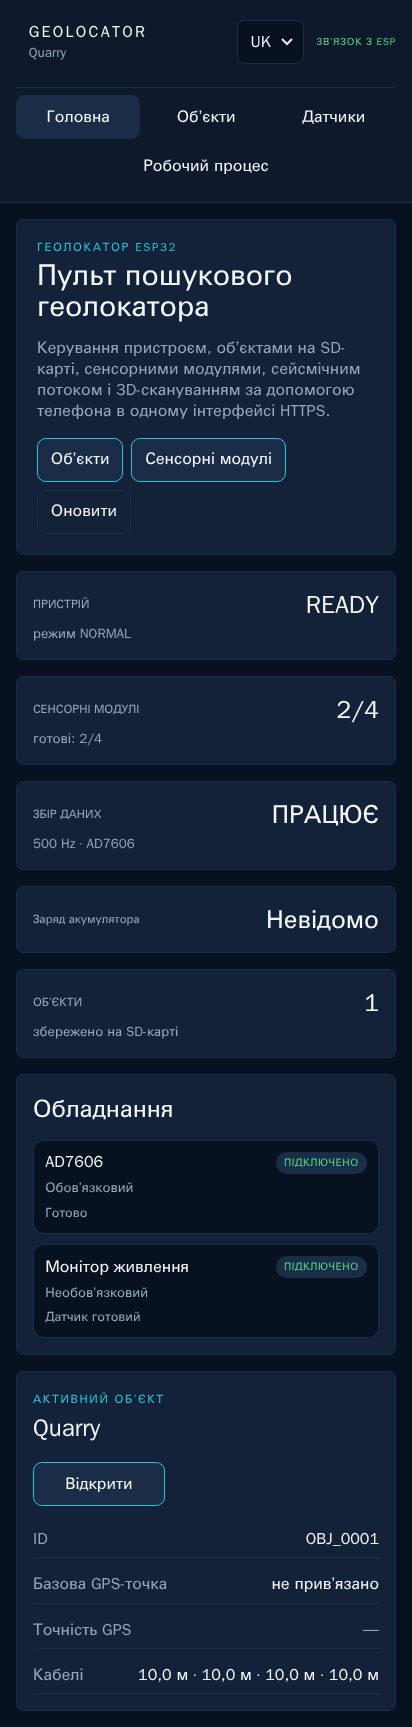 GEOLOCATOR
Quarry
UK
ЗВ'ЯЗОК З ESP
Головна
Об'єкти
Датчики
Робочий процес
ГЕОЛОКАТОР ESP32
Пульт пошукового
геолокатора
Керування пристроєм, об'єктами на SD-
карті, сенсорними модулями, сейсмічним
потоком і 3D-скануванням за допомогою
телефона в одному інтерфейсі HTTPS.
Об'єкти
Сенсорні модулі
Оновити
ПРИСТРІЙ
READY
режим NORMAL
СЕНСОРНІ МОДУЛІ
2/4
готові: 2/4
ЗБІР ДАНИХ
ПРАЦЮЄ
500 Hz · AD7606
Заряд акумулятора
Невідомо
ОБ'ЄКТИ
1
збережено на SD-карті
Обладнання
AD7606
ПІДКЛЮЧЕНО
Обов'язковий
Готово
Монітор живлення
ПІДКЛЮЧЕНО
Необов'язковий
Датчик готовий
АКТИВНИЙ ОБ'ЄКТ
Quarry
Відкрити
ID
OBJ_0001
Базова GPS-точка
не прив'язано
Точність GPS
—
Кабелі
10,0 м · 10,0 м · 10,0 м · 10,0 м